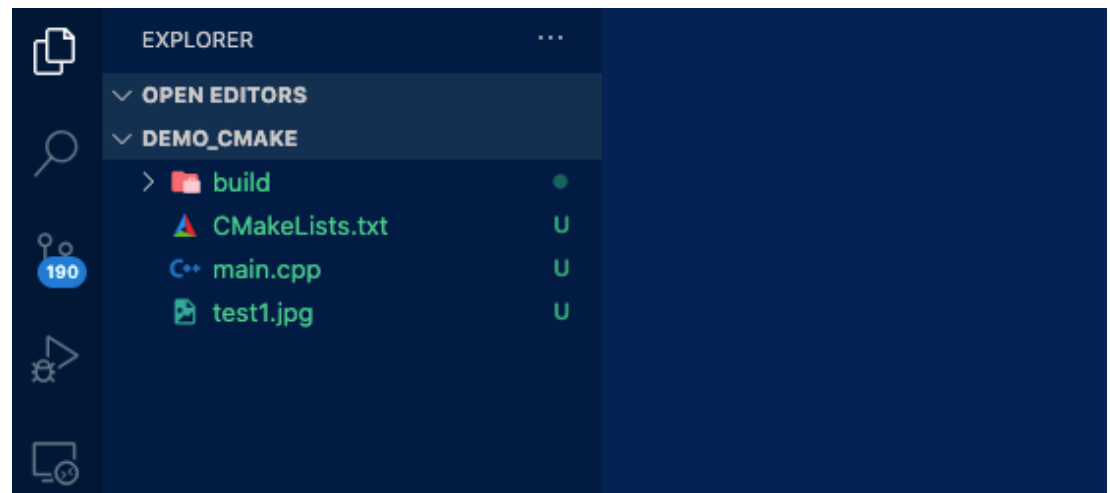 EXPLORER ...
OPEN EDITORS
DEMO_CMAKE
build
CMakeLists.txt U
190
C++ main.cpp U
test1.jpg U